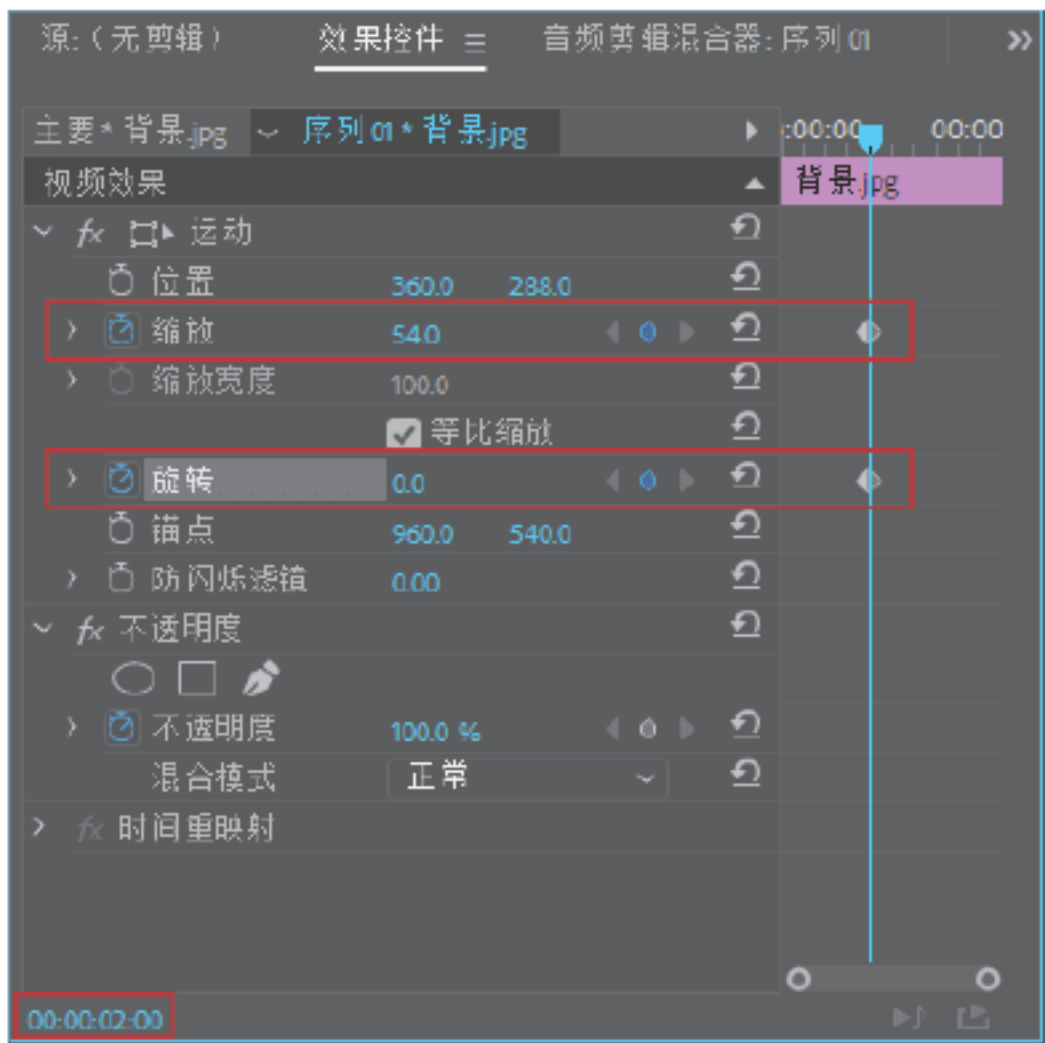 源:（无剪辑） 效果控件 音频剪辑混合器: 序列 01
主要* 背景.jpg 序列 01 * 背景.jpg :00:00 00:00
视频效果 背景.jpg
fx 运动
位置 360.0 288.0
缩放 54.0
缩放宽度 100.0
等比缩放
旋转 0.0
锚点 960.0 540.0
防闪烁滤镜 0.00
fx 不透明度
不透明度 100.0 %
混合模式 正常
fx 时间重映射
00:00:02:00